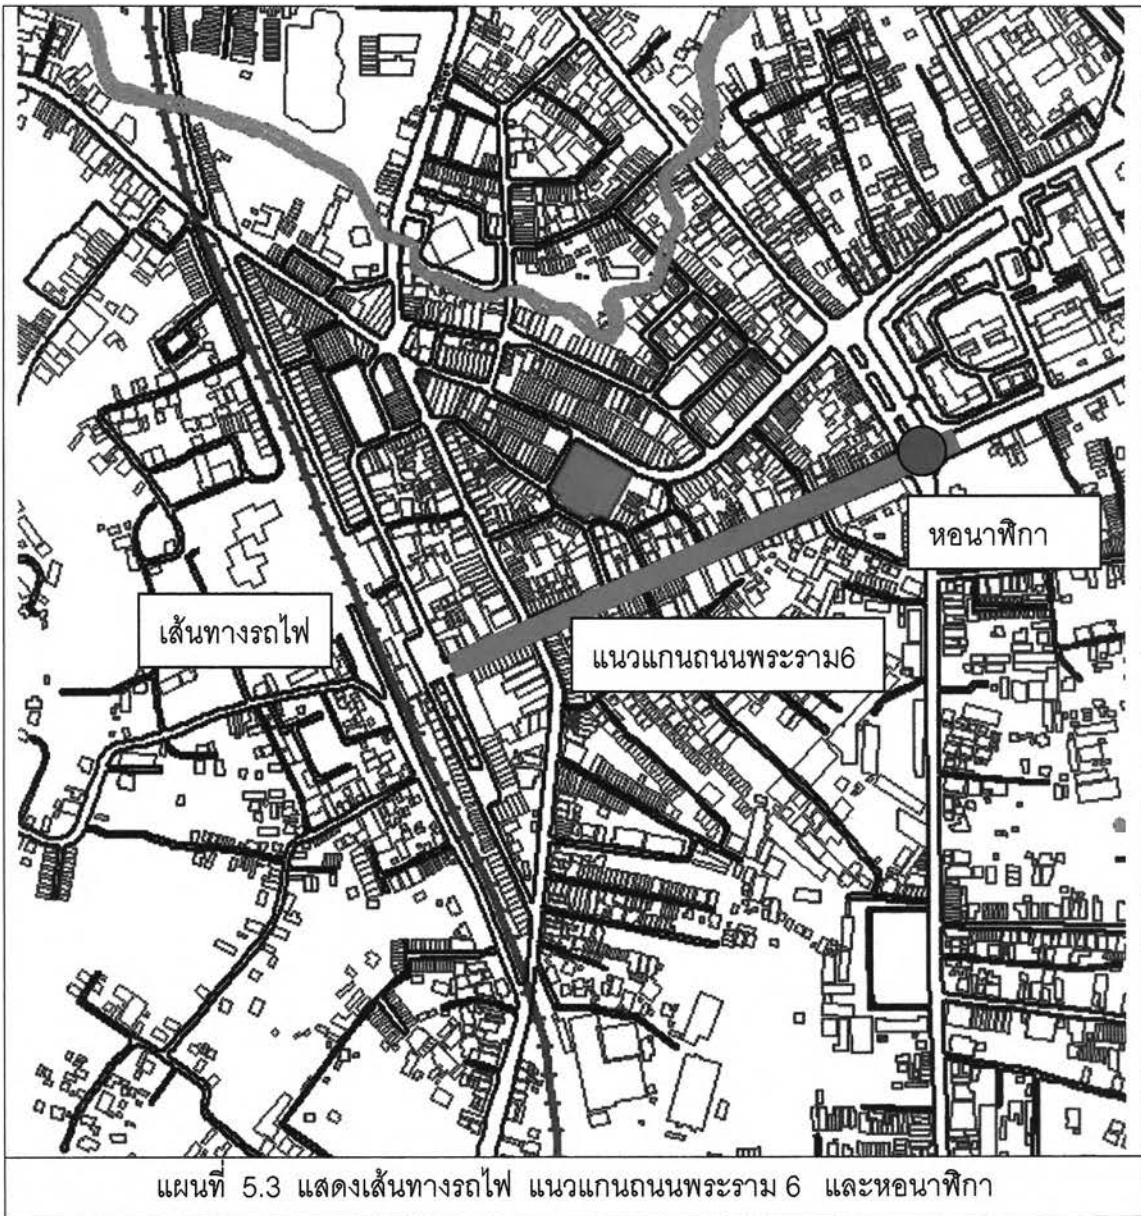 หอนาฬิกา
เส้นทางรถไฟ
แนวแกนถนนพระราม6
แผนที่ 5.3 แสดงเส้นทางรถไฟ แนวแกนถนนพระราม 6 และหอนาฬิกา